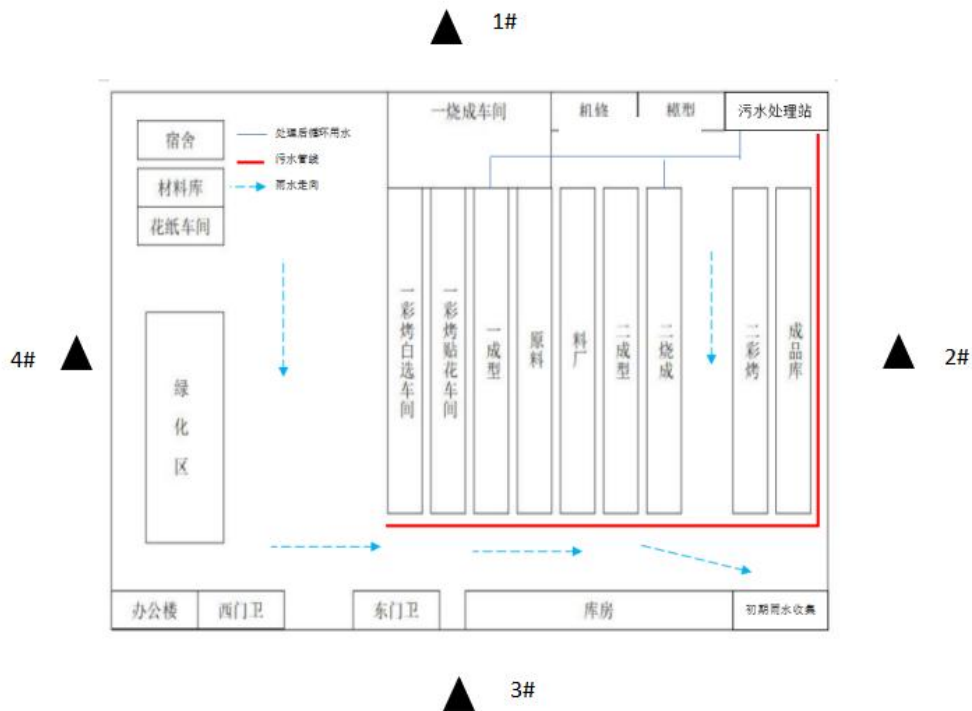 1#
一烧成车间
机修
模型
污水处理站
宿舍
处理后循环用水
污水管线
雨水走向
材料库
花纸车间
一彩烤白选车间
一彩烤贴花车间
一成型
原料
料厂
二成型
二烧成
二彩烤
成品库
4#
2#
绿化区
办公楼
西门卫
东门卫
库房
初期雨水收集
3#